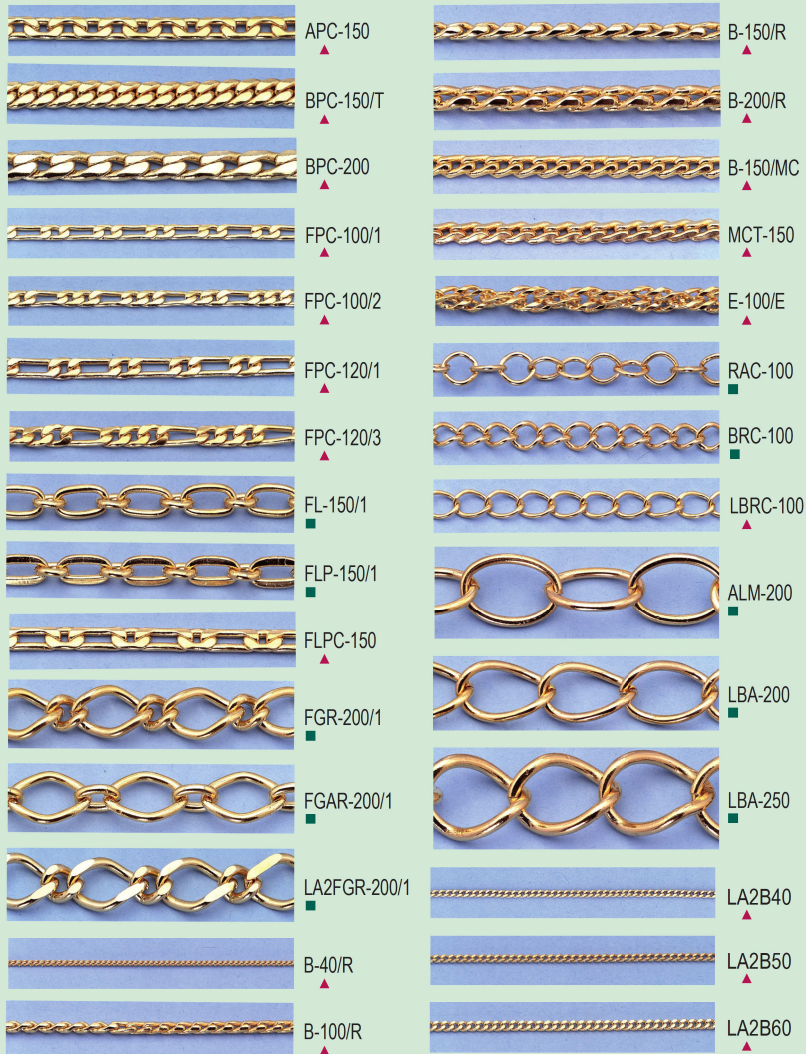 APC-150
BPC-150/T
BPC-200
FPC-100/1
FPC-100/2
FPC-120/1
FPC-120/3
FL-150/1
FLP-150/1
FLPC-150
FGR-200/1
FGAR-200/1
LA2FGR-200/1
B-40/R
B-100/R
B-150/R
B-200/R
B-150/MC
MCT-150
E-100/E
RAC-100
BRC-100
LBRC-100
ALM-200
LBA-200
LBA-250
LA2B40
LA2B50
LA2B60